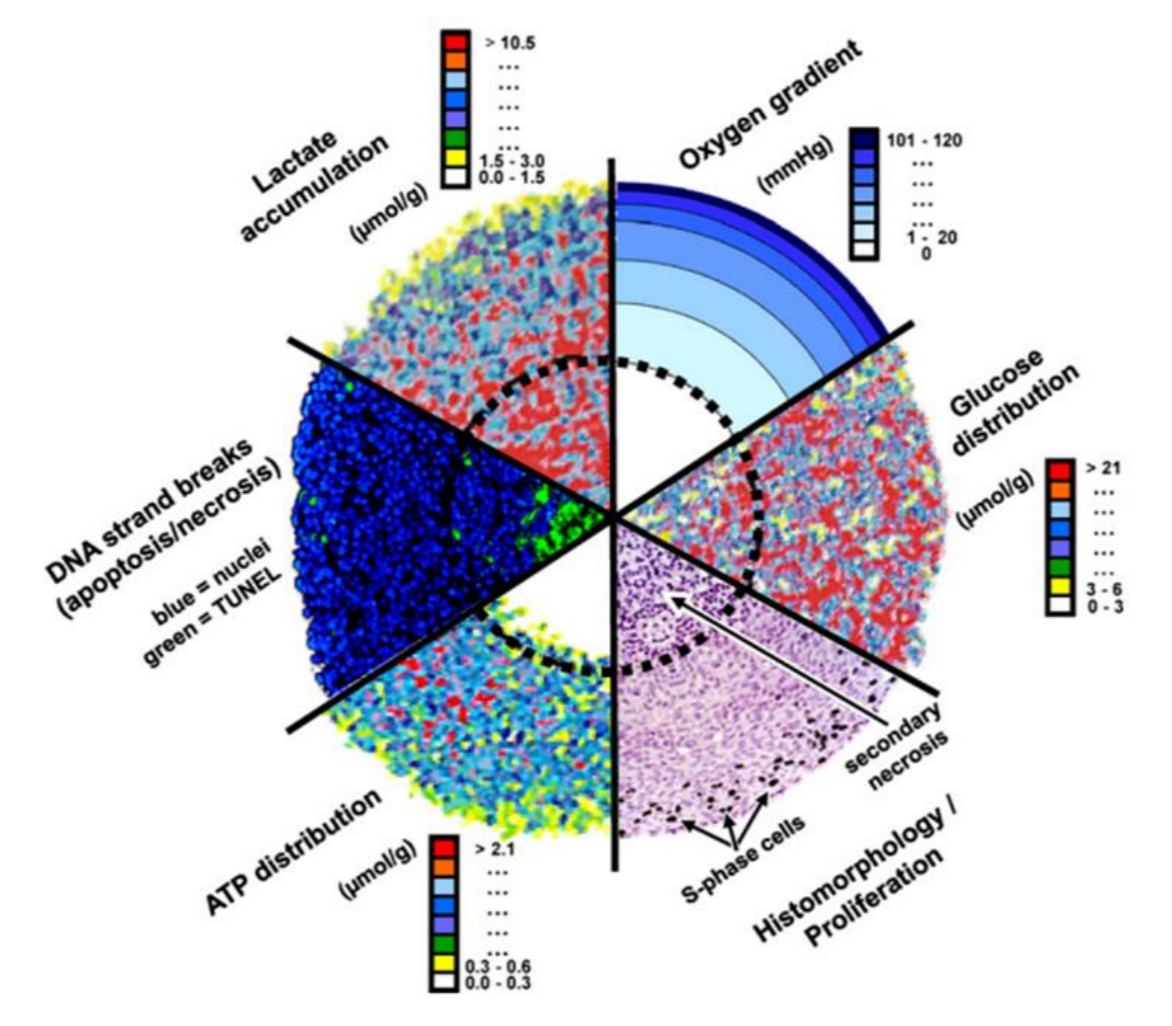 Lactate
accumulation
(µmol/g)
> 10.5
...
...
...
...
...
1.5 - 3.0
0.0 - 1.5
Oxygen gradient
(mmHg)
101 - 120
...
...
...
...
1 - 20
0
Glucose
distribution
(µmol/g)
> 21
...
...
...
...
...
3 - 6
0 - 3
secondary
necrosis
S-phase cells
Histomorphology /
Proliferation
ATP distribution
(µmol/g)
> 2.1
...
...
...
...
...
0.3 - 0.6
0.0 - 0.3
DNA strand breaks
(apoptosis/necrosis)
blue = nuclei
green = TUNEL